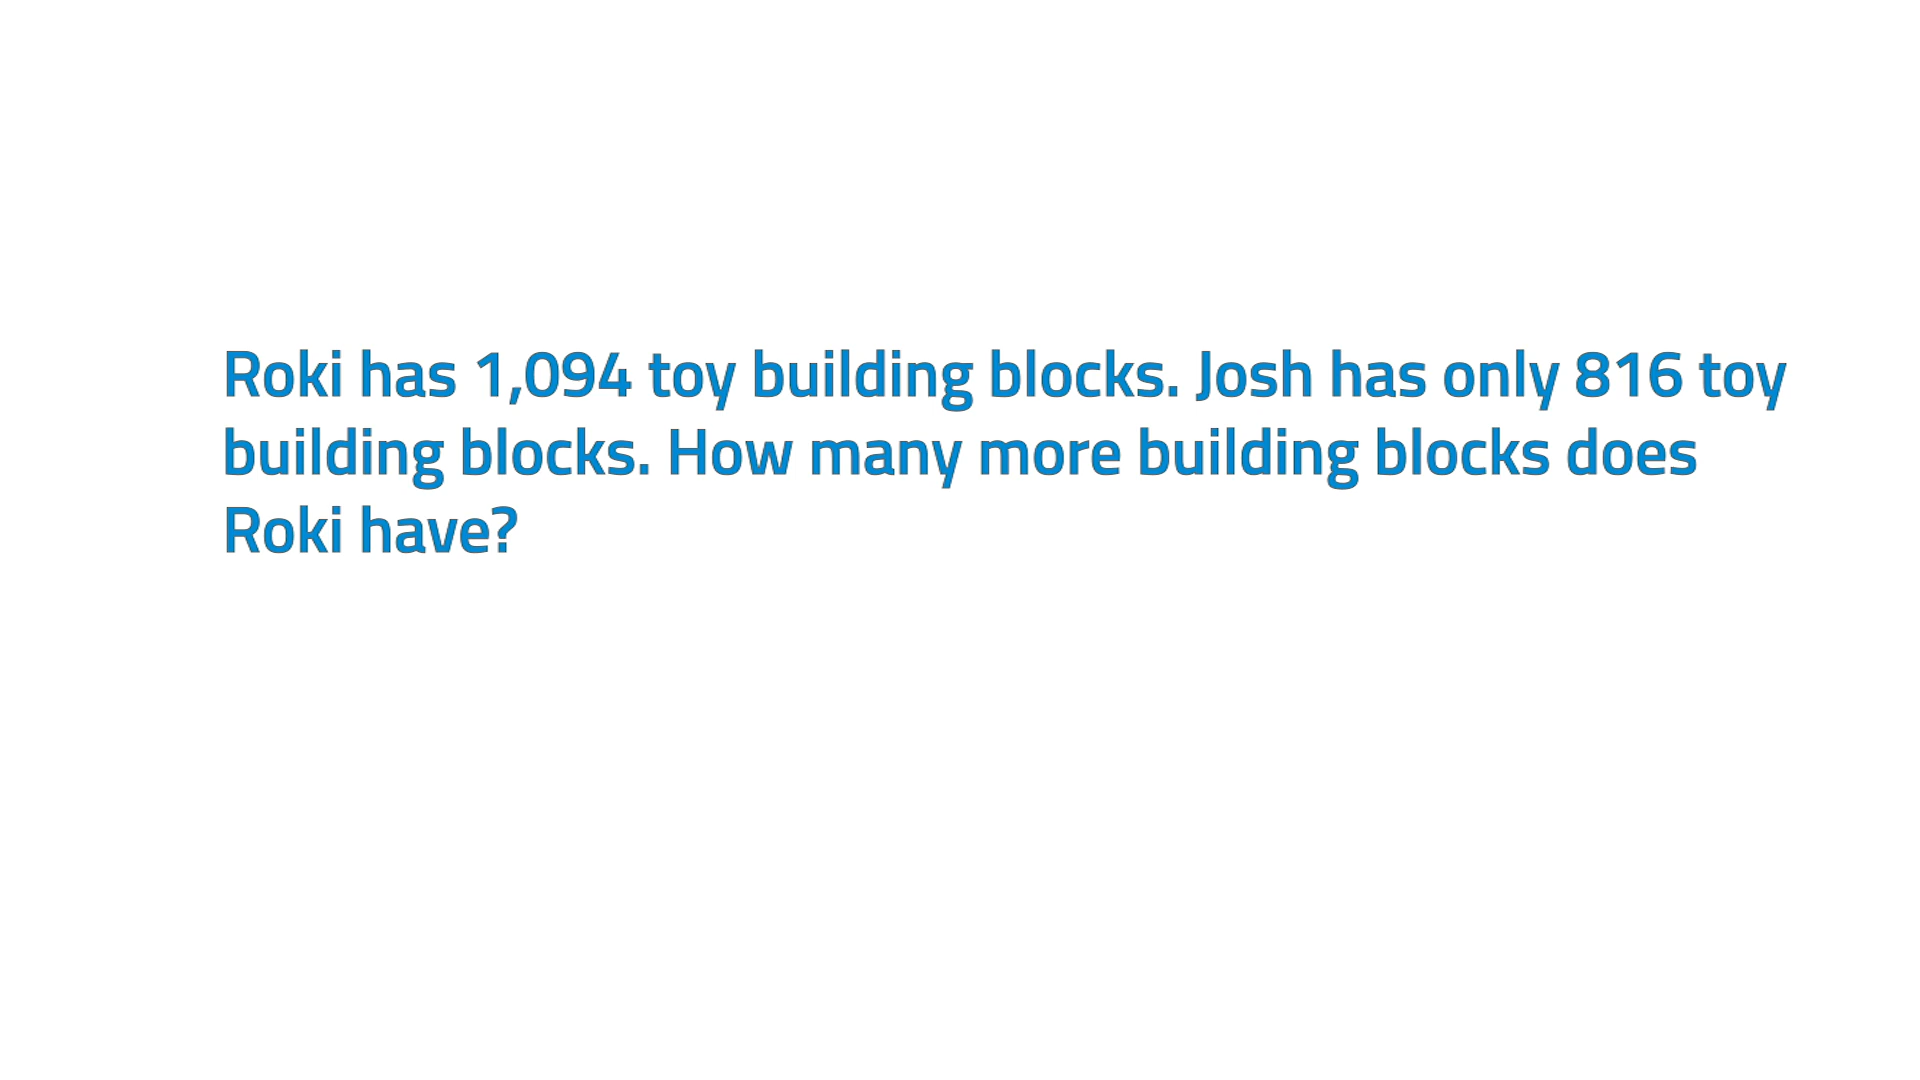 Roki has 1,094 toy building blocks. Josh has only 816 toy
building blocks. How many more building blocks does
Roki have?